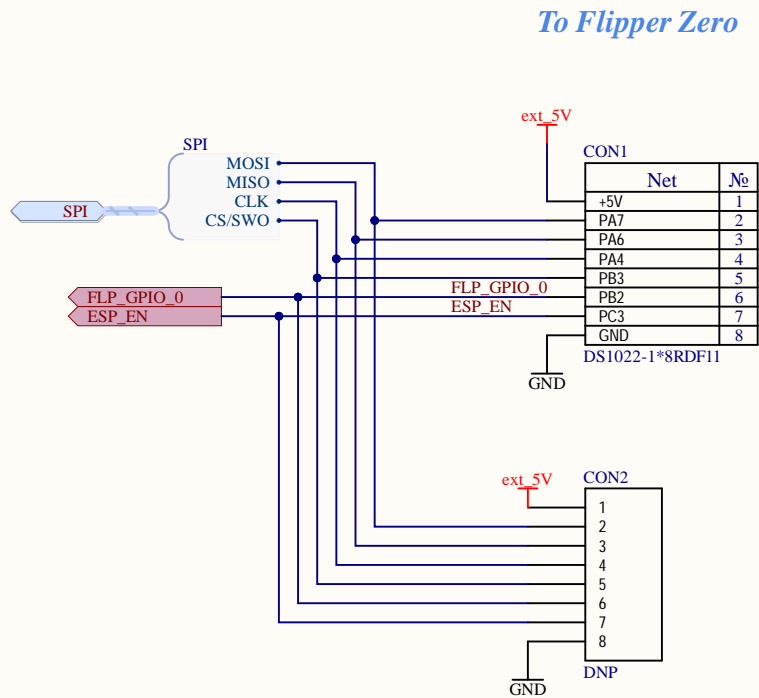 To Flipper Zero
SPI
MOSI
MISO
CLK
CS/SWO
SPI
FLP_GPIO_0
ESP_EN
FLP_GPIO_0
ESP_EN
ext_5V
CON1
Net №
+5V 1
PA7 2
PA6 3
PA4 4
PB3 5
PB2 6
PC3 7
GND 8
DS1022-1*8RDF11
GND
ext_5V
CON2
1
2
3
4
5
6
7
8
DNP
GND